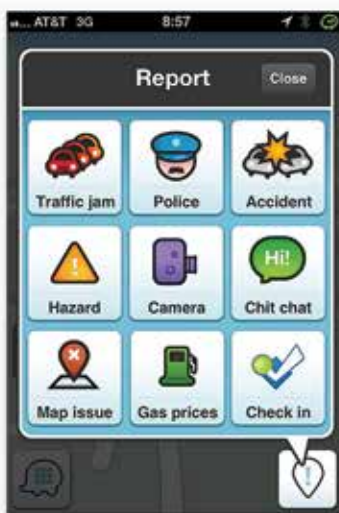 ... AT&T 3G 8:57
Report Close
Traffic jam Police Accident
Hi!
Hazard Camera Chit chat
Map issue Gas prices Check in